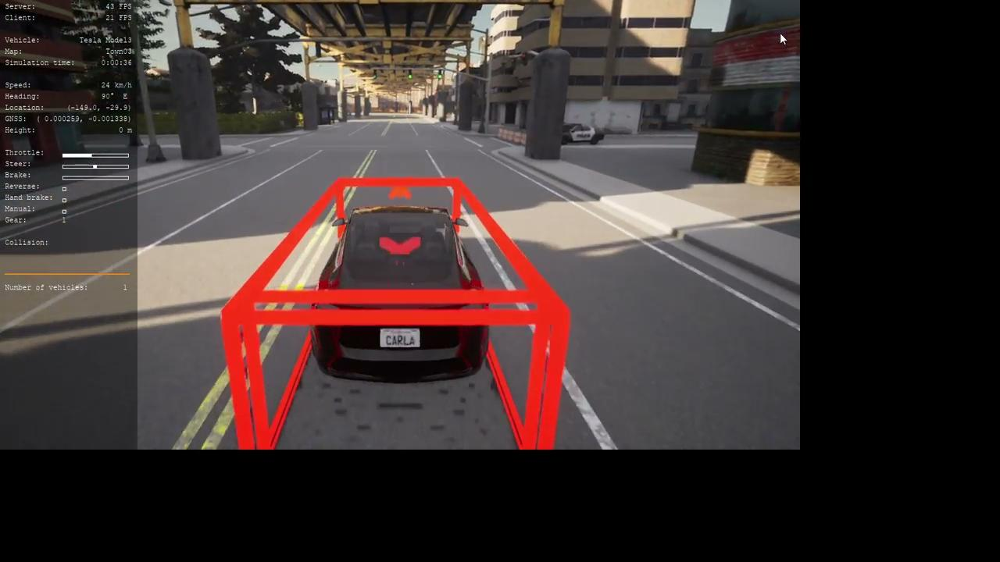 Server: 43 FPS
Client: 21 FPS
Vehicle: Tesla Model3
Map: Town03
Simulation time: 0:00:36
Speed: 24 km/h
Heading: 90° E
Location: (-149.0, -29.9)
GNSS: ( 0.000259, -0.001338)
Height: 0 m
Throttle:
Steer:
Brake:
Reverse:
Hand brake:
Manual:
Gear: 1
Collision:
Number of vehicles: 1
POLICE
CARLA